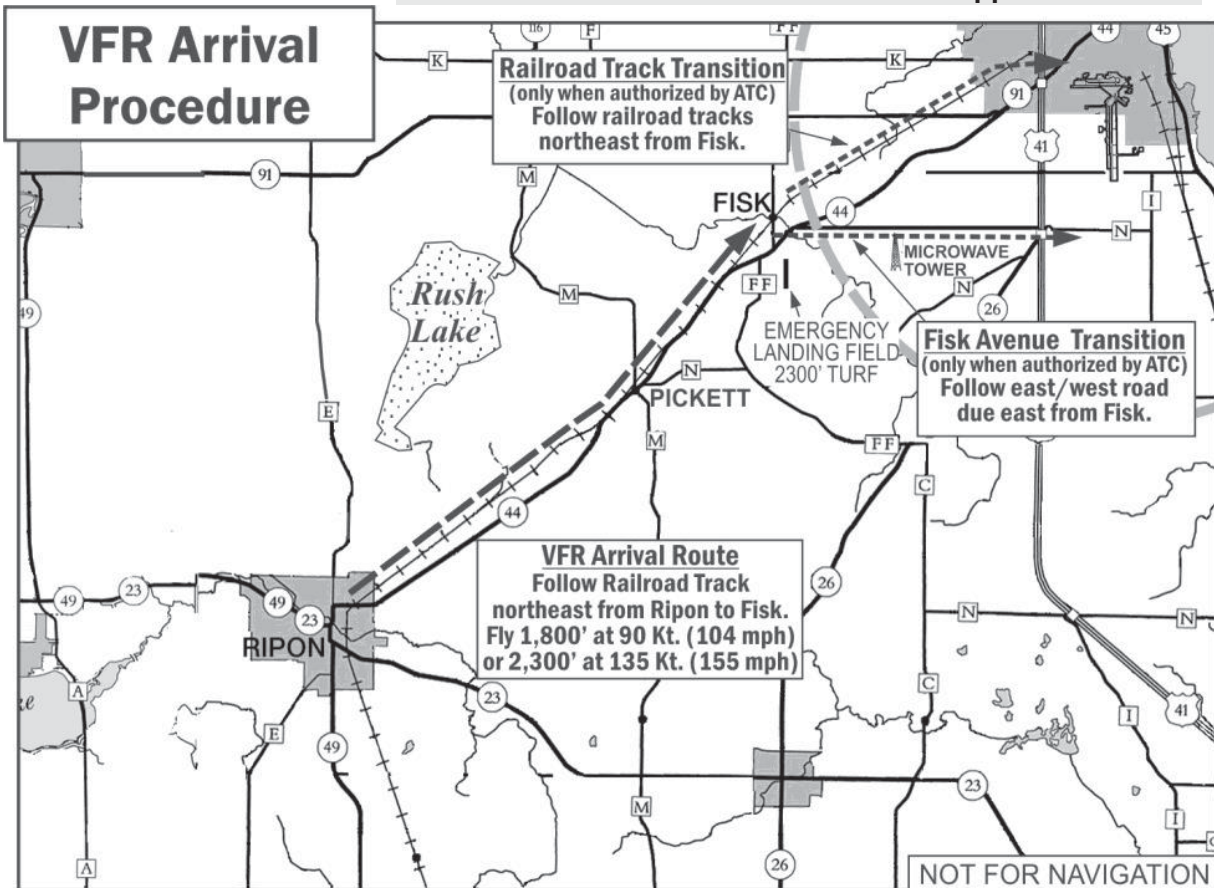 VFR Arrival
Procedure
116
F
F F
44
45
K
K
Railroad Track Transition
(only when authorized by ATC)
Follow railroad tracks
northeast from Fisk.
91
41
91
M
FISK
44
I
N
MICROWAVE
TOWER
Rush
Lake
M
F F
N
26
49
EMERGENCY
LANDING FIELD
2300' TURF
Fisk Avenue Transition
(only when authorized by ATC)
Follow east/west road
due east from Fisk.
N
PICKETT
E
M
F F
C
44
VFR Arrival Route
Follow Railroad Track
northeast from Ripon to Fisk.
Fly 1,800' at 90 Kt. (104 mph)
or 2,300' at 135 Kt. (155 mph)
23
49
49
23
RIPON
26
N
N
C
A
23
E
49
I
41
23
M
I
A
26
NOT FOR NAVIGATION